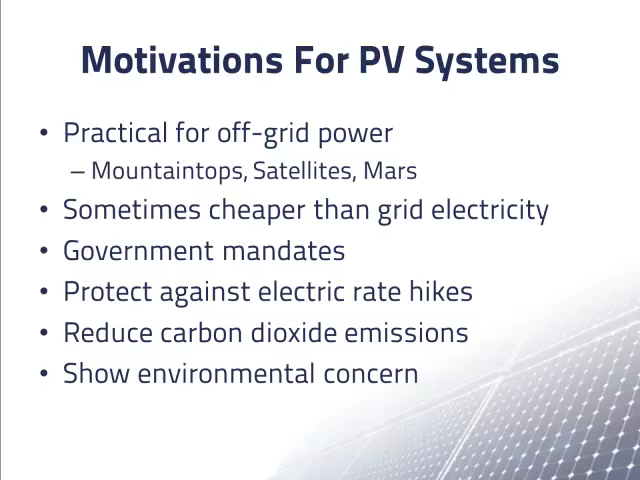 Motivations For PV Systems
• Practical for off-grid power
– Mountaintops, Satellites, Mars
• Sometimes cheaper than grid electricity
• Government mandates
• Protect against electric rate hikes
• Reduce carbon dioxide emissions
• Show environmental concern